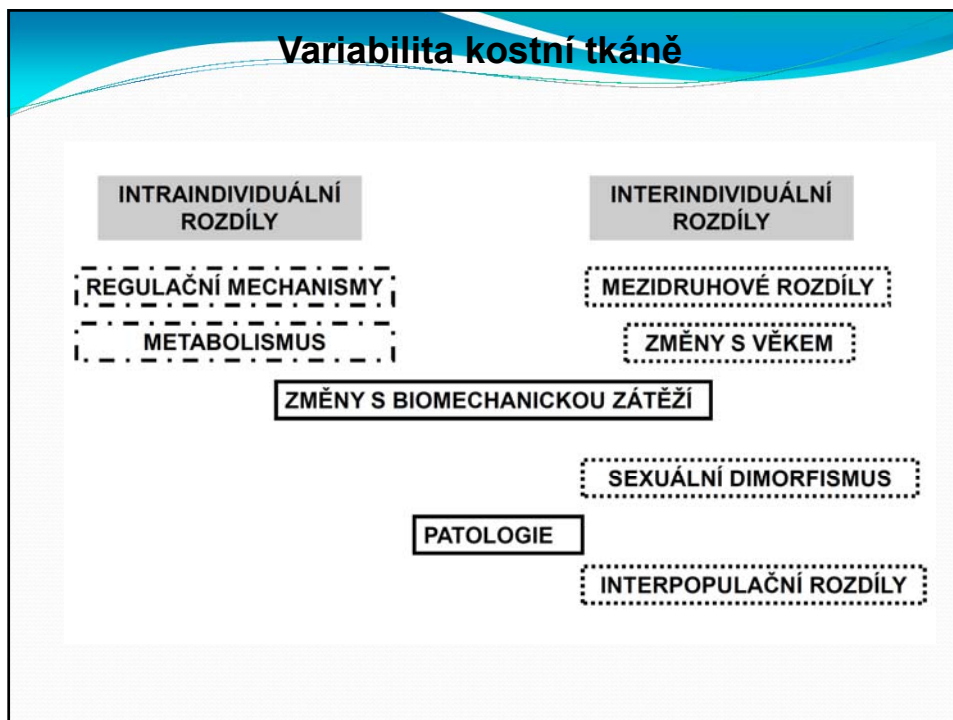 Variabilita kostní tkáně
INTRAINDIVIDUÁLNÍ
ROZDÍLY
INTERINDIVIDUÁLNÍ
ROZDÍLY
REGULAČNÍ MECHANISMY
MEZIDRUHOVÉ ROZDÍLY
METABOLISMUS
ZMĚNY S VĚKEM
ZMĚNY S BIOMECHANICKOU ZÁTĚŽÍ
SEXUÁLNÍ DIMORFISMUS
PATOLOGIE
INTERPOPULAČNÍ ROZDÍLY